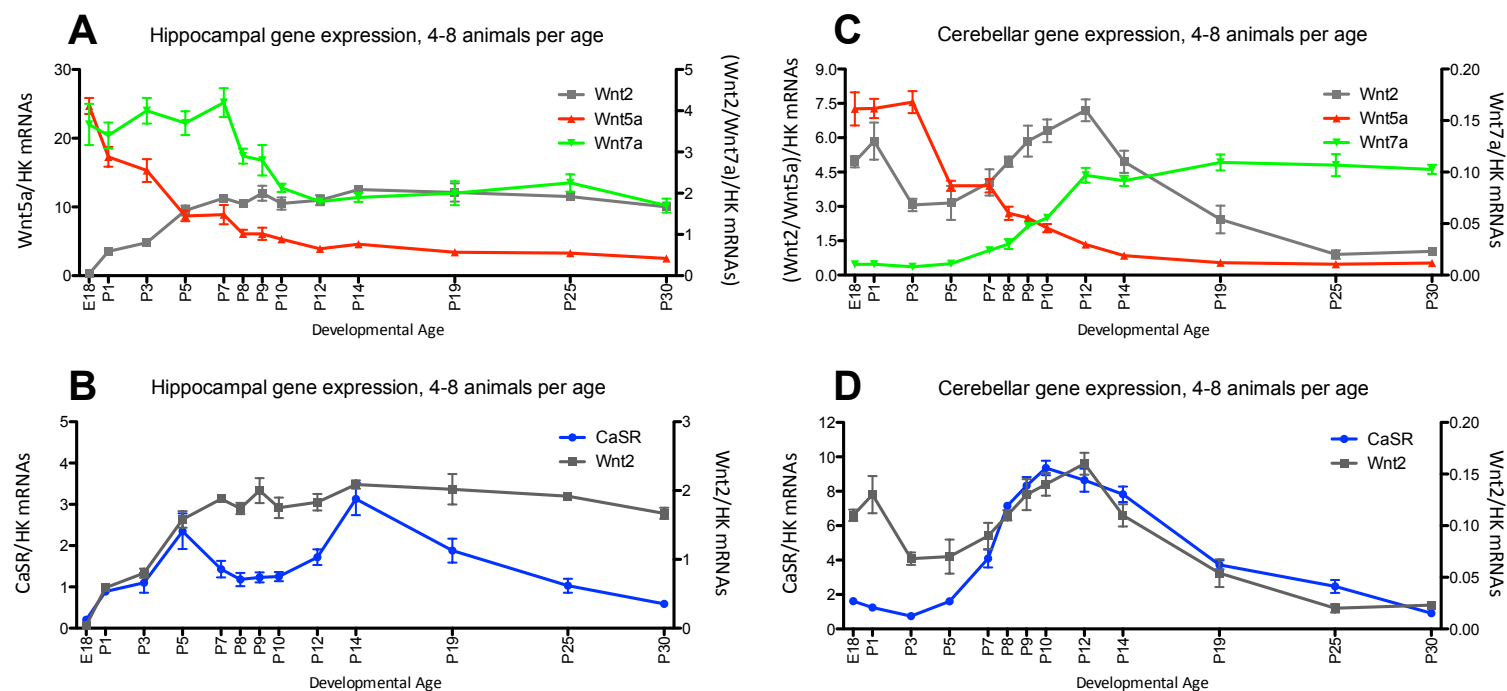 A
Hippocampal gene expression, 4-8 animals per age
Wnt5a/HK mRNAs
30
20
10
0
5
4
3
2
1
0
(Wnt2/Wnt7a)/HK mRNAs)
Wnt2
Wnt5a
Wnt7a
E18
P1
P3
P5
P7
P8
P9
P10
P12
P14
P19
P25
P30
Developmental Age
C
Cerebellar gene expression, 4-8 animals per age
(Wnt2/Wnt5a)/HK mRNAs)
9.0
7.5
6.0
4.5
3.0
1.5
0.0
0.20
0.15
0.10
0.05
0.00
Wnt7a/HK mRNAs
Wnt2
Wnt5a
Wnt7a
E18
P1
P3
P5
P7
P8
P9
P10
P12
P14
P19
P25
P30
Developmental Age
B
Hippocampal gene expression, 4-8 animals per age
CaSR/HK mRNAs
5
4
3
2
1
0
3
2
1
0
Wnt2/HK mRNAs
CaSR
Wnt2
E18
P1
P3
P5
P7
P8
P9
P10
P12
P14
P19
P25
P30
Developmental Age
D
Cerebellar gene expression, 4-8 animals per age
CaSR/HK mRNAs
12
10
8
6
4
2
0
0.20
0.15
0.10
0.05
0.00
Wnt2/HK mRNAs
CaSR
Wnt2
E18
P1
P3
P5
P7
P8
P9
P10
P12
P14
P19
P25
P30
Developmental Age